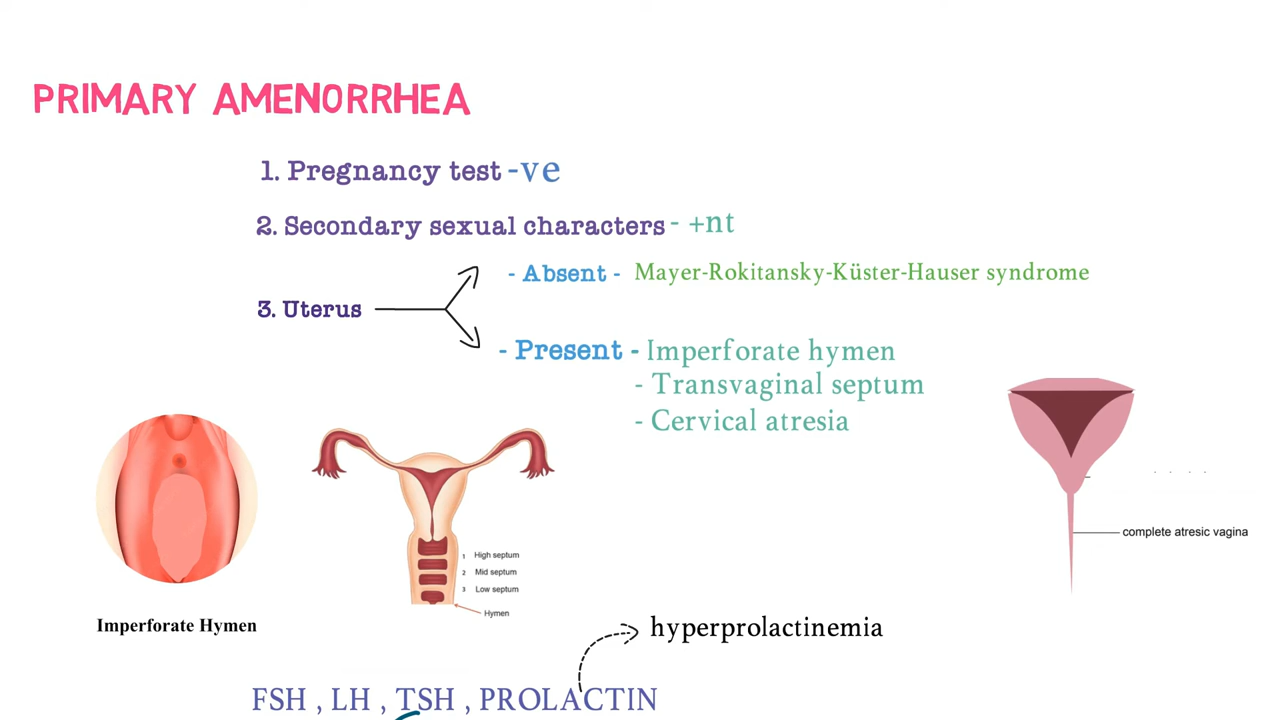 PRIMARY AMENORRHEA
1. Pregnancy test -ve
2. Secondary sexual characters - +nt
- Absent - Mayer-Rokitansky-Küster-Hauser syndrome
3. Uterus
- Present - Imperforate hymen
- Transvaginal septum
- Cervical atresia
complete atresic vagina
1 High septum
2 Mid septum
3 Low septum
Hymen
Imperforate Hymen
hyperprolactinemia
FSH , LH , TSH , PROLACTIN